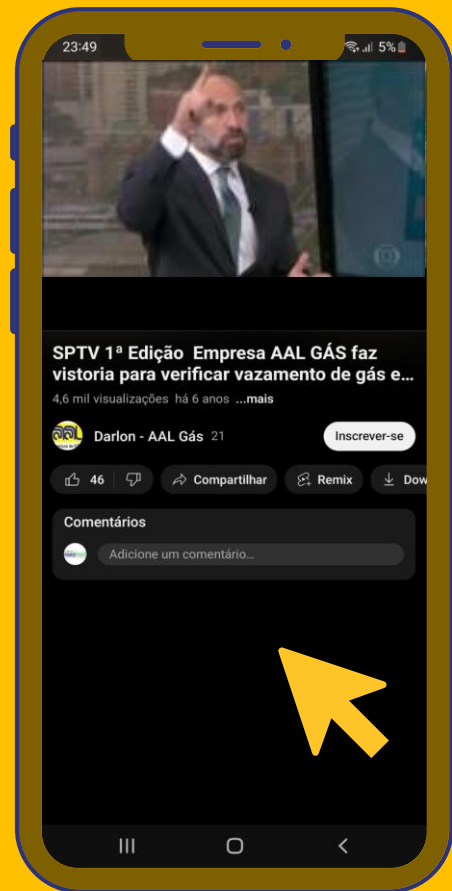 23:49 5%
SPTV 1ª Edição Empresa AAL GÁS faz
vistoria para verificar vazamento de gás e...
4,6 mil visualizações há 6 anos ...mais
aal
Darlon - AAL Gás 21 Inscrever-se
46 Compartilhar Remix Dow
Comentários
Adicione um comentário...